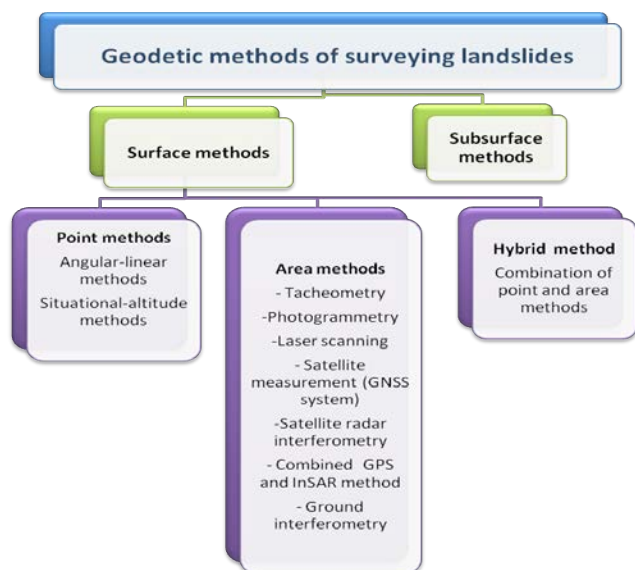 Geodetic methods of surveying landslides
Surface methods
Subsurface
methods
Point methods
Angular-linear
methods
Situational-altitude
methods
Area methods
- Tacheometry
-Photogrammetry
-Laser scanning
- Satellite
measurement (GNSS
system)
-Satellite radar
interferometry
- Combined GPS
and InSAR method
- Ground
interferometry
Hybrid method
Combination of
point and area
methods